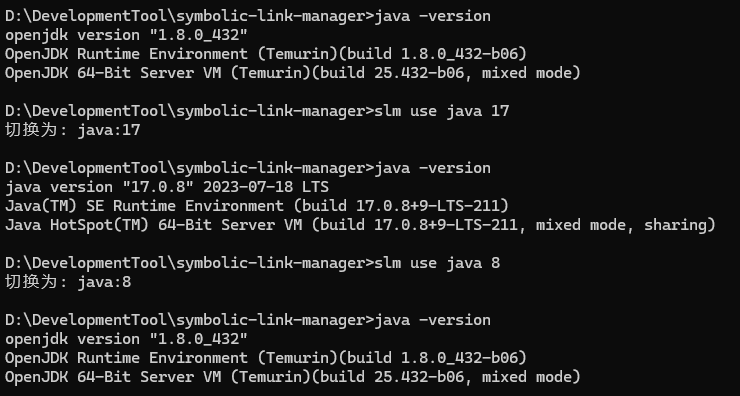 D:\DevelopmentTool\symbolic-link-manager>java -version
openjdk version "1.8.0_432"
OpenJDK Runtime Environment (Temurin)(build 1.8.0_432-b06)
OpenJDK 64-Bit Server VM (Temurin)(build 25.432-b06, mixed mode)
D:\DevelopmentTool\symbolic-link-manager>slm use java 17
切换为: java:17
D:\DevelopmentTool\symbolic-link-manager>java -version
java version "17.0.8" 2023-07-18 LTS
Java(TM) SE Runtime Environment (build 17.0.8+9-LTS-211)
Java HotSpot(TM) 64-Bit Server VM (build 17.0.8+9-LTS-211, mixed mode, sharing)
D:\DevelopmentTool\symbolic-link-manager>slm use java 8
切换为: java:8
D:\DevelopmentTool\symbolic-link-manager>java -version
openjdk version "1.8.0_432"
OpenJDK Runtime Environment (Temurin)(build 1.8.0_432-b06)
OpenJDK 64-Bit Server VM (Temurin)(build 25.432-b06, mixed mode)